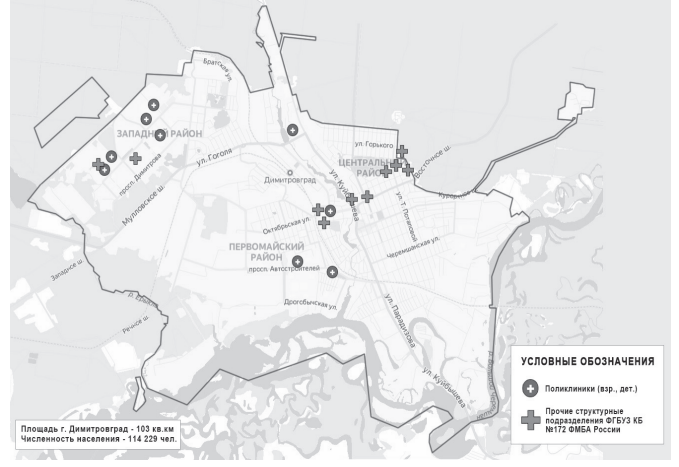 Братская ул.
ЗАПАДНЫЙ РАЙОН
ул. Гоголя
просп. Димитрова
Мулловское ш.
ул. Горького
ЦЕНТРАЛЬНЫЙ
РАЙОН
Восточное ш.
Димитровград
ул. Куйбышева
Октябрьская ул.
Черемшанская ул.
ПЕРВОМАЙСКИЙ
РАЙОН
просп. Автостроителей
Западное ш.
Речное ш.
Дрогобычская ул.
ул. Парадизова
ул. Куйбышева
УСЛОВНЫЕ ОБОЗНАЧЕНИЯ
Поликлиники (взр., дет.)
Прочие структурные
подразделения ФГБУЗ КБ
№172 ФМБА России
Площадь г. Димитровград - 103 кв.км
Численность населения - 114 229 чел.